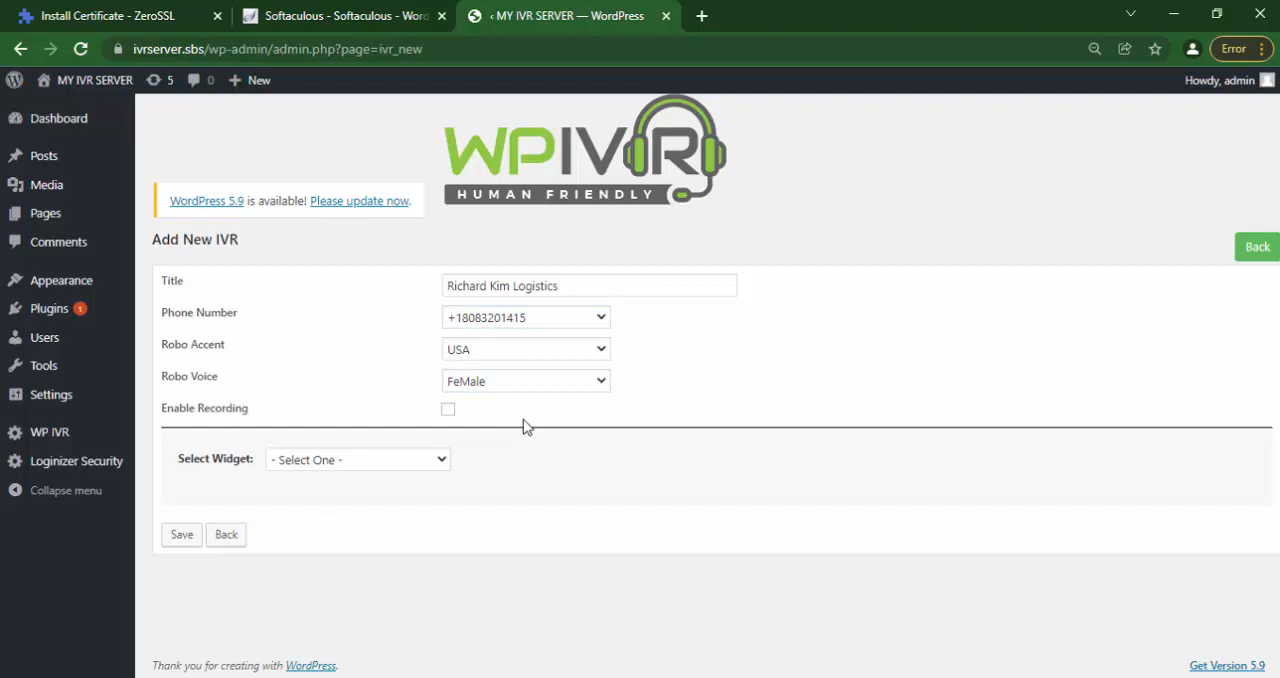 Install Certificate - ZeroSSL
Softaculous - Softaculous - Word
‹ MY IVR SERVER — WordPress
ivrserver.sbs/wp-admin/admin.php?page=ivr_new
Error
MY IVR SERVER 5 0 New
Howdy, admin
Dashboard
Posts
Media
Pages
Comments
Appearance
Plugins 1
Users
Tools
Settings
WP IVR
Loginizer Security
Collapse menu
WPIVR
HUMAN FRIENDLY
WordPress 5.9 is available! Please update now.
Add New IVR
Back
Title Richard Kim Logistics
Phone Number +18083201415
Robo Accent USA
Robo Voice FeMale
Enable Recording
Select Widget: - Select One -
Save Back
Thank you for creating with WordPress.
Get Version 5.9